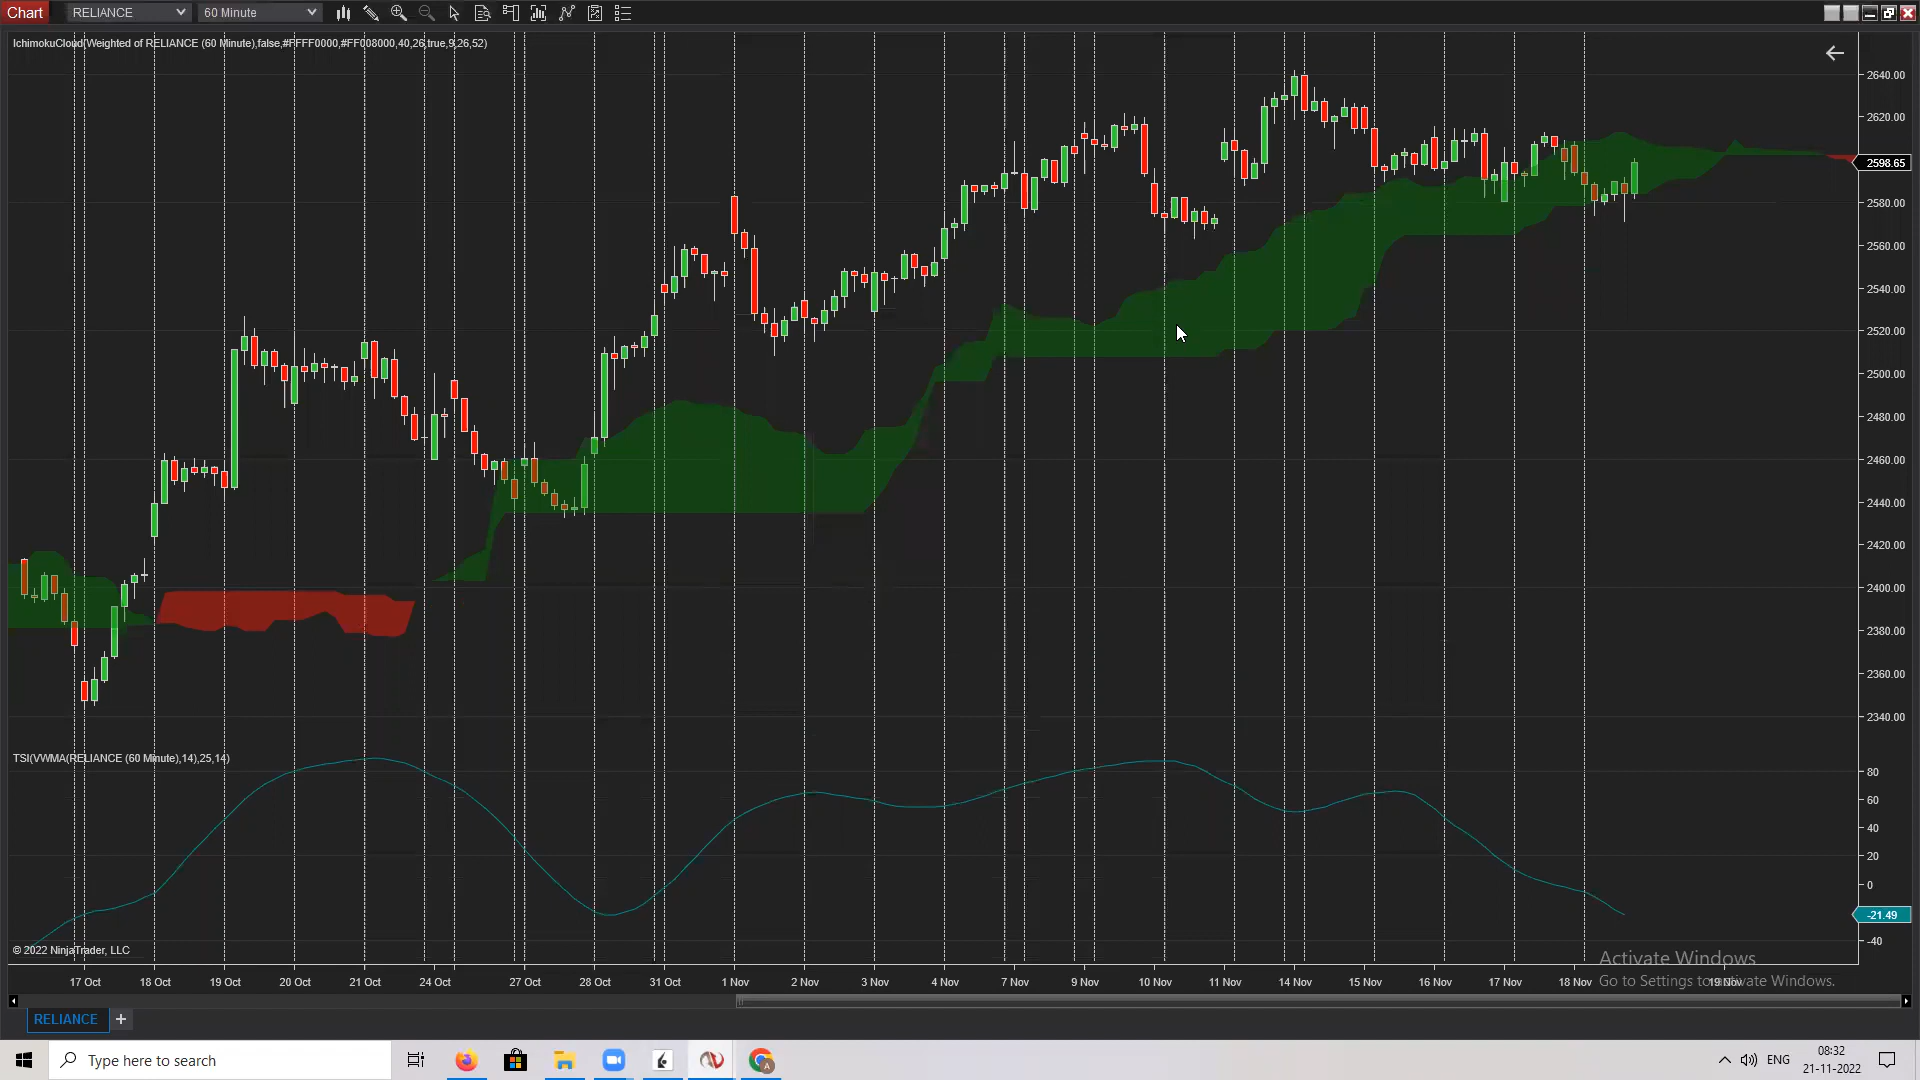 Chart RELIANCE 60 Minute
IchimokuCloud(Weighted of RELIANCE (60 Minute),false,#FFFF0000,#FF008000,40,26,true,9,26,52)
2640.00
2620.00
2598.65
2580.00
2560.00
2540.00
2520.00
2500.00
2480.00
2460.00
2440.00
2420.00
2400.00
2380.00
2360.00
2340.00
TSI(VWMA(RELIANCE (60 Minute),14),25,14)
80
60
40
20
0
-21.49
-40
© 2022 NinjaTrader, LLC
Activate Windows
Go to Settings to activate Windows.
17 Oct 18 Oct 19 Oct 20 Oct 21 Oct 24 Oct 27 Oct 28 Oct 31 Oct 1 Nov 2 Nov 3 Nov 4 Nov 7 Nov 9 Nov 10 Nov 11 Nov 14 Nov 15 Nov 16 Nov 17 Nov 18 Nov 19 Nov
RELIANCE +
Type here to search
ENG
08:32
21-11-2022